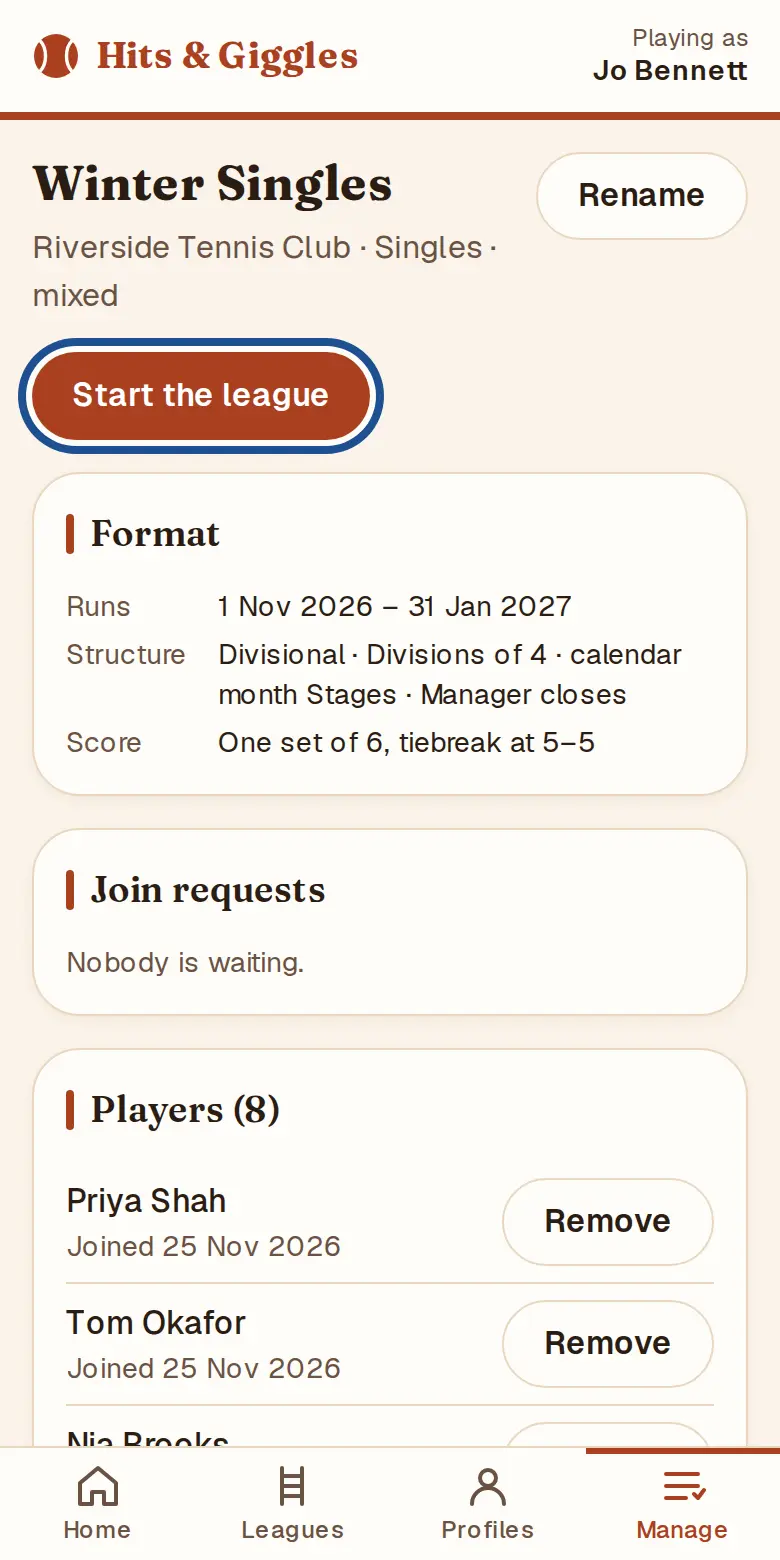 Hits & Giggles
Playing as
Jo Bennett
Winter Singles
Rename
Riverside Tennis Club · Singles ·
mixed
Start the league
Format
Runs 1 Nov 2026 – 31 Jan 2027
Structure Divisional · Divisions of 4 · calendar
month Stages · Manager closes
Score One set of 6, tiebreak at 5–5
Join requests
Nobody is waiting.
Players (8)
Priya Shah
Joined 25 Nov 2026
Remove
Tom Okafor
Joined 25 Nov 2026
Remove
Nia Brooks
Home
Leagues
Profiles
Manage